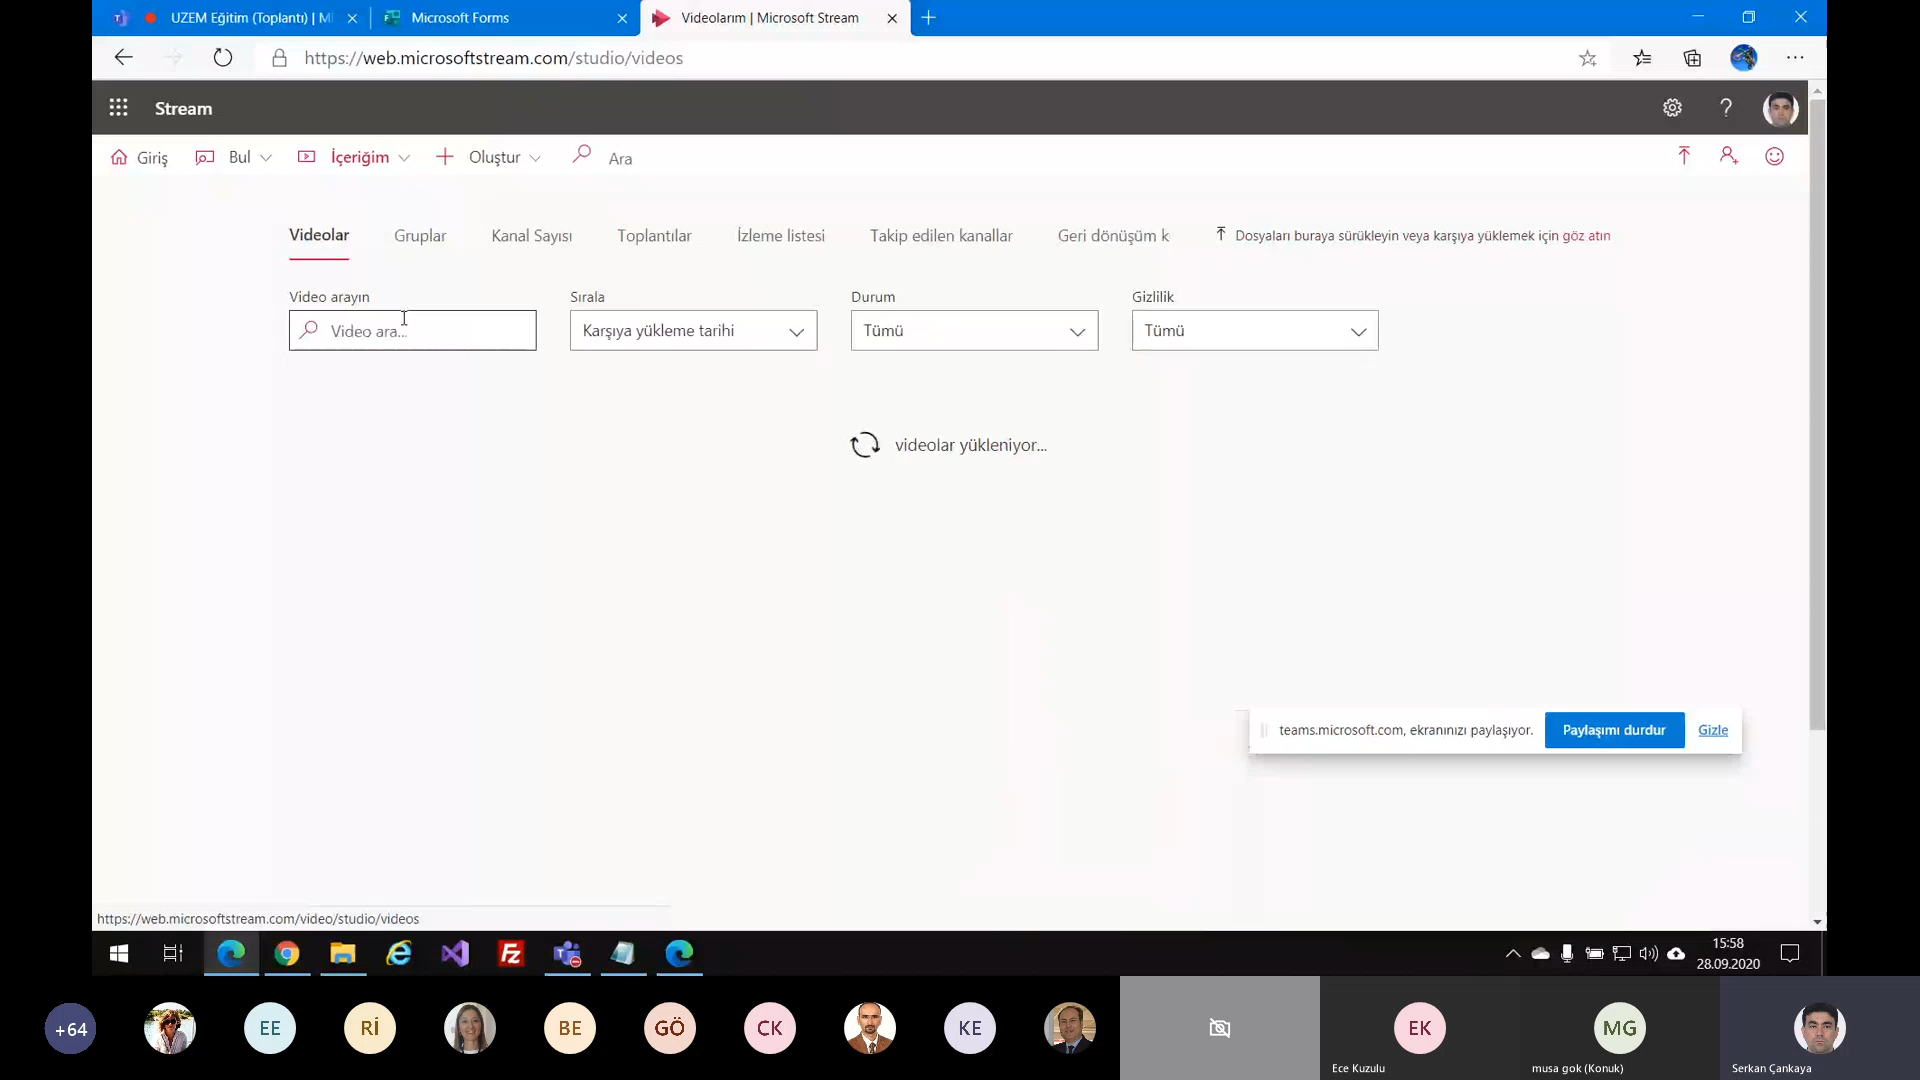 UZEM Eğitim (Toplantı) | Mi
Microsoft Forms
Videolarım | Microsoft Stream
https://web.microsoftstream.com/studio/videos
Stream
Giriş
Bul
İçeriğim
Oluştur
Ara
Videolar
Gruplar
Kanal Sayısı
Toplantılar
İzleme listesi
Takip edilen kanallar
Geri dönüşüm k
Dosyaları buraya sürükleyin veya karşıya yüklemek için göz atın
Video arayın
Sırala
Durum
Gizlilik
Video ara...
Karşıya yükleme tarihi
Tümü
Tümü
videolar yükleniyor...
teams.microsoft.com, ekranınızı paylaşıyor.
Paylaşımı durdur
Gizle
https://web.microsoftstream.com/video/studio/videos
15:58
28.09.2020
+64
EE
Rİ
BE
GÖ
CK
KE
EK
MG
Ece Kuzulu
musa gok (Konuk)
Serkan Çankaya